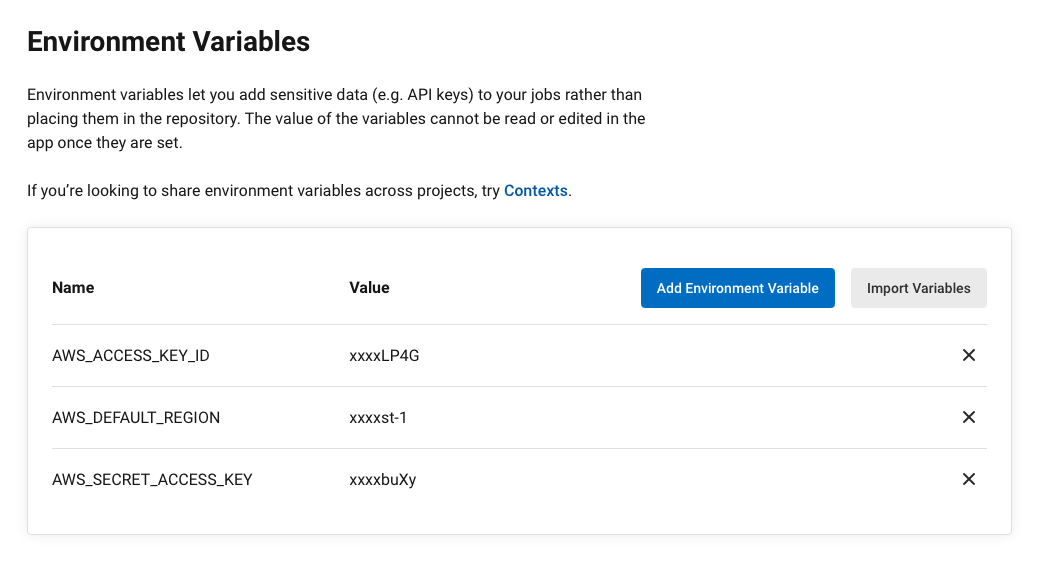 Environment Variables
Environment variables let you add sensitive data (e.g. API keys) to your jobs rather than
placing them in the repository. The value of the variables cannot be read or edited in the
app once they are set.
If you’re looking to share environment variables across projects, try Contexts.
Name Value Add Environment Variable Import Variables
AWS_ACCESS_KEY_ID xxxxLP4G
AWS_DEFAULT_REGION xxxxst-1
AWS_SECRET_ACCESS_KEY xxxxbuXy